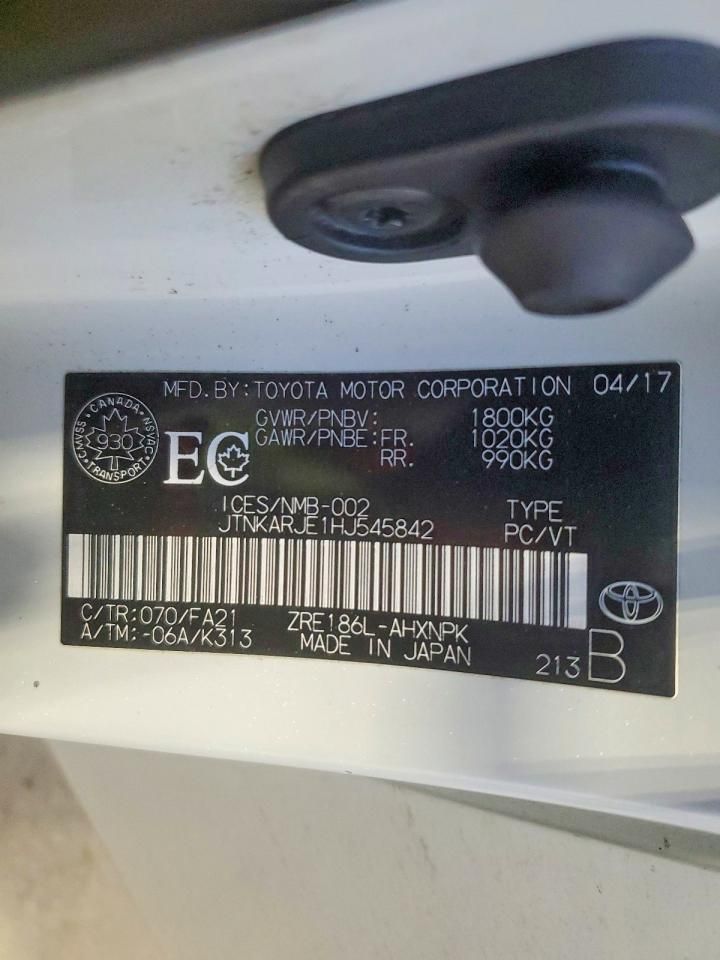 MFD. BY: TOYOTA MOTOR CORPORATION 04/17
GVWR/PNBV: 1800KG
GAWR/PNBE: FR. 1020KG
RR. 990KG
CANADA
CMVSS 930 NSVAC
TRANSPORT
EC
ICES/NMB-002 TYPE
JTNKARJE1HJ545842 PC/VT
C/TR: 070/FA21 ZRE186L-AHXNPK
A/TM: -06A/K313 MADE IN JAPAN
213 B